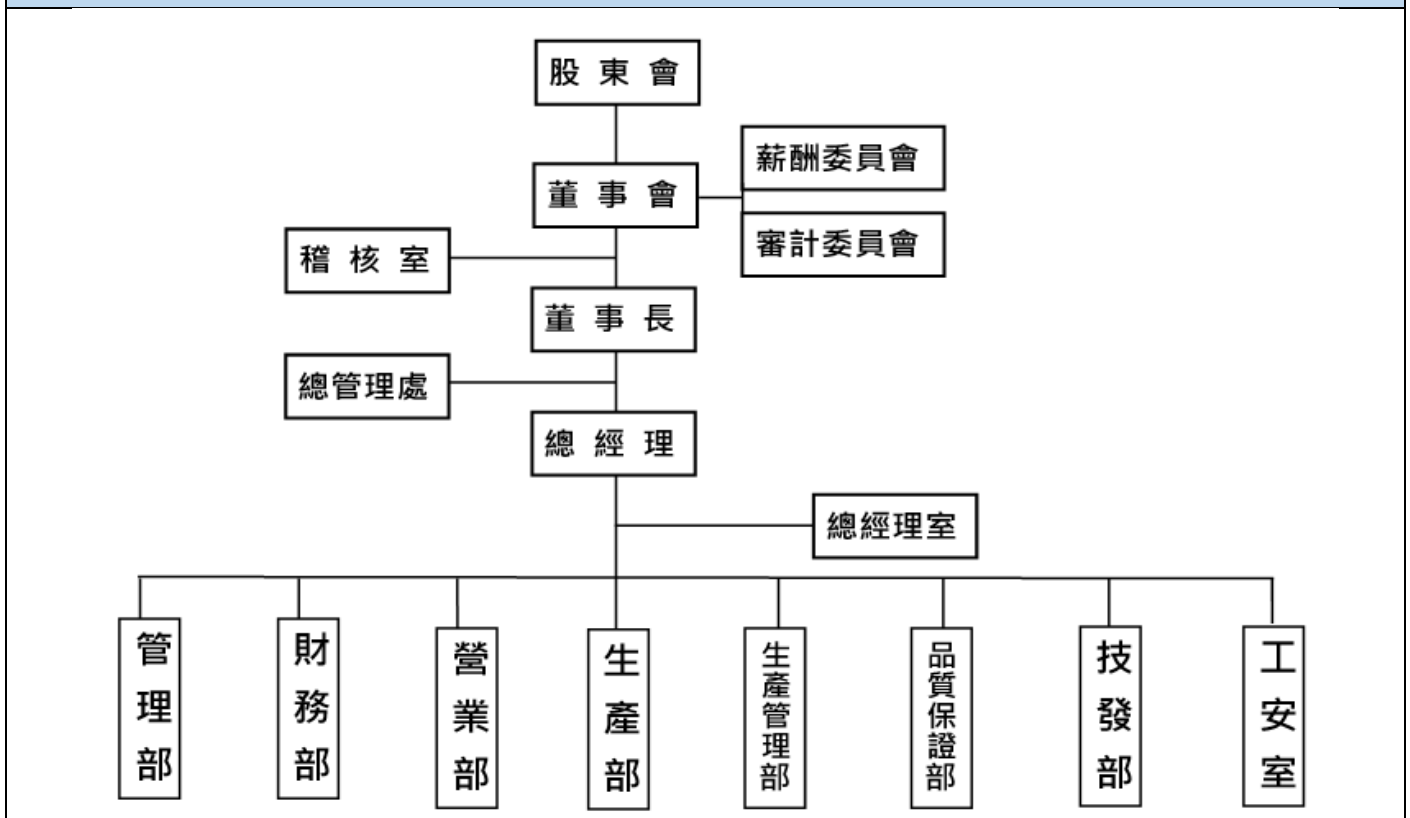 股東會
薪酬委員會
董事會
審計委員會
稽核室
董事長
總管理處
總經理
總經理室
管理部
財務部
營業部
生產部
生產管理部
品質保證部
技發部
工安室